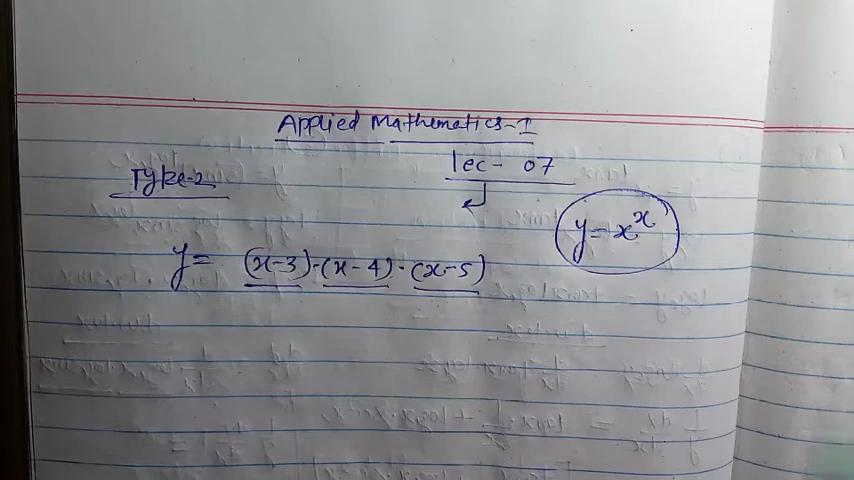 Applied Mathematics-I
lec- 07
Type-2
y = x^x
y = (x-3)·(x-4)·(x-5)